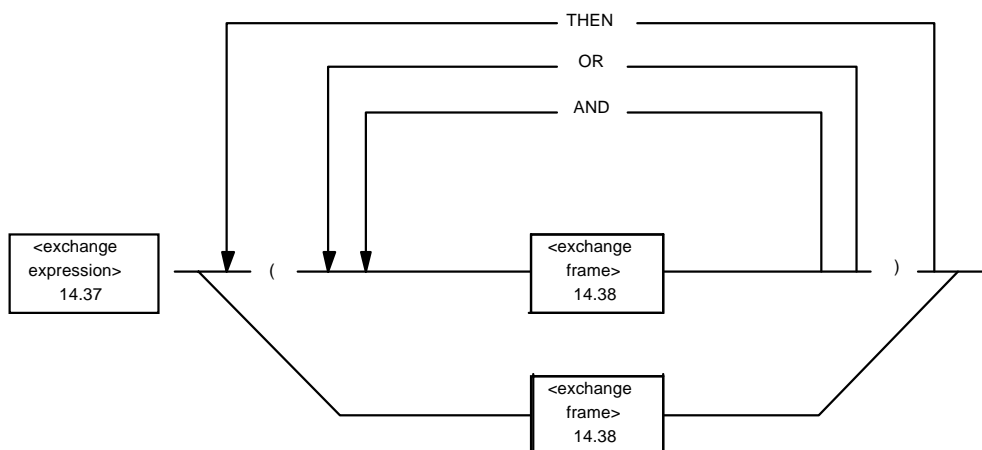 THEN
OR
AND
<exchange
expression>
14.37
(
<exchange
frame>
14.38
)
<exchange
frame>
14.38